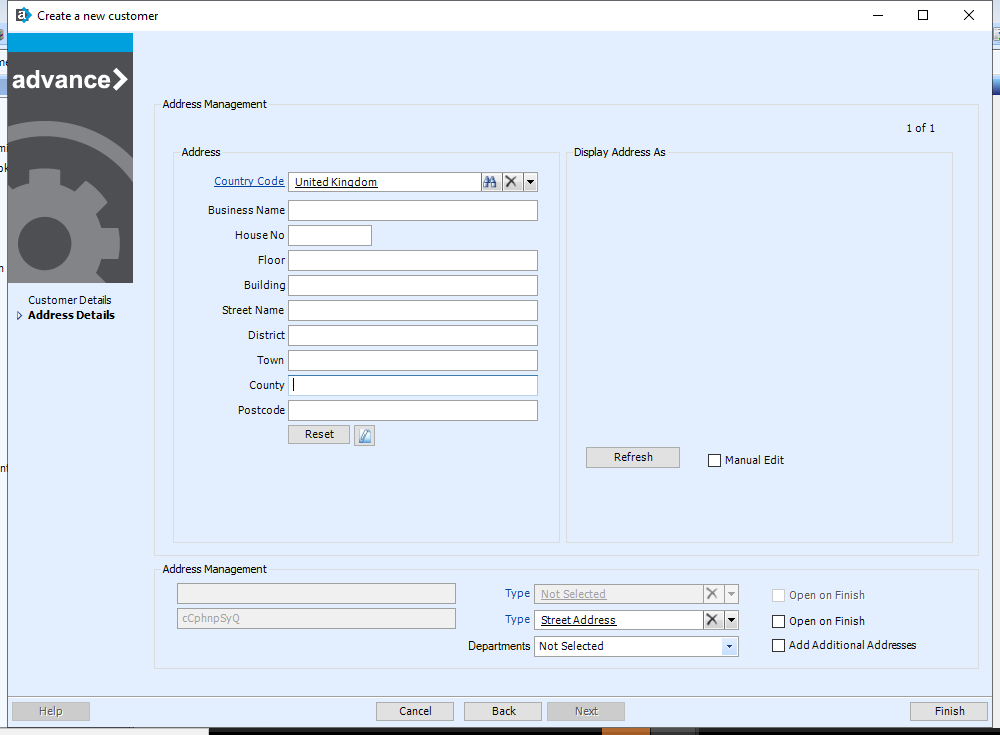 Create a new customer
advance
Address Management
1 of 1
Address
Display Address As
Country Code United Kingdom
Business Name
House No
Floor
Building
Street Name
District
Town
County
Postcode
Reset
Refresh
Manual Edit
Customer Details
Address Details
Address Management
Type Not Selected Open on Finish
cCphnpSyQ Type Street Address Open on Finish
Departments Not Selected Add Additional Addresses
Help Cancel Back Next Finish